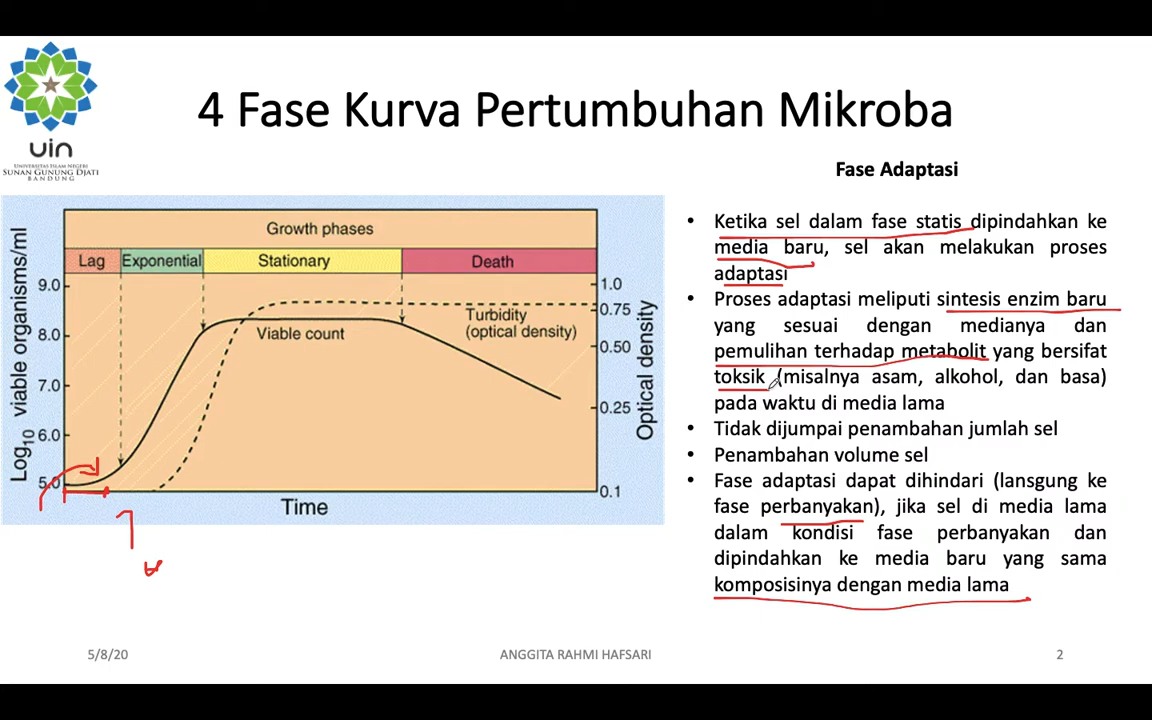 uin
UNIVERSITAS ISLAM NEGERI
SUNAN GUNUNG DJATI
BANDUNG
4 Fase Kurva Pertumbuhan Mikroba
Fase Adaptasi
Growth phases
Lag Exponential Stationary Death
Log10 viable organisms/ml
9.0
8.0
7.0
6.0
5.0
Viable count
Turbidity
(optical density)
1.0
0.75
0.50
0.25
0.1
Optical density
Time
• Ketika sel dalam fase statis dipindahkan ke
media baru, sel akan melakukan proses
adaptasi
• Proses adaptasi meliputi sintesis enzim baru
yang sesuai dengan medianya dan
pemulihan terhadap metabolit yang bersifat
toksik (misalnya asam, alkohol, dan basa)
pada waktu di media lama
• Tidak dijumpai penambahan jumlah sel
• Penambahan volume sel
• Fase adaptasi dapat dihindari (lansgung ke
fase perbanyakan), jika sel di media lama
dalam kondisi fase perbanyakan dan
dipindahkan ke media baru yang sama
komposisinya dengan media lama
5/8/20
ANGGITA RAHMI HAFSARI
2